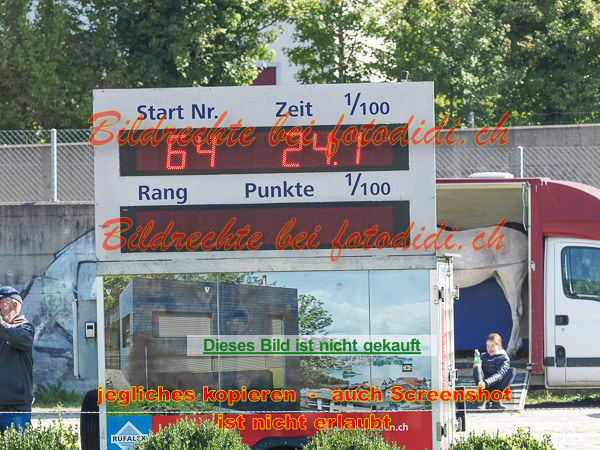 Start Nr. Zeit 1/100
Bildrechte bei fotodidi.ch
64 24.1
Rang Punkte 1/100
Bildrechte bei fotodidi.ch
Dieses Bild ist nicht gekauft
jegliches kopieren - auch Screenshot
ist nicht erlaubt
RUFALEX
n.ch